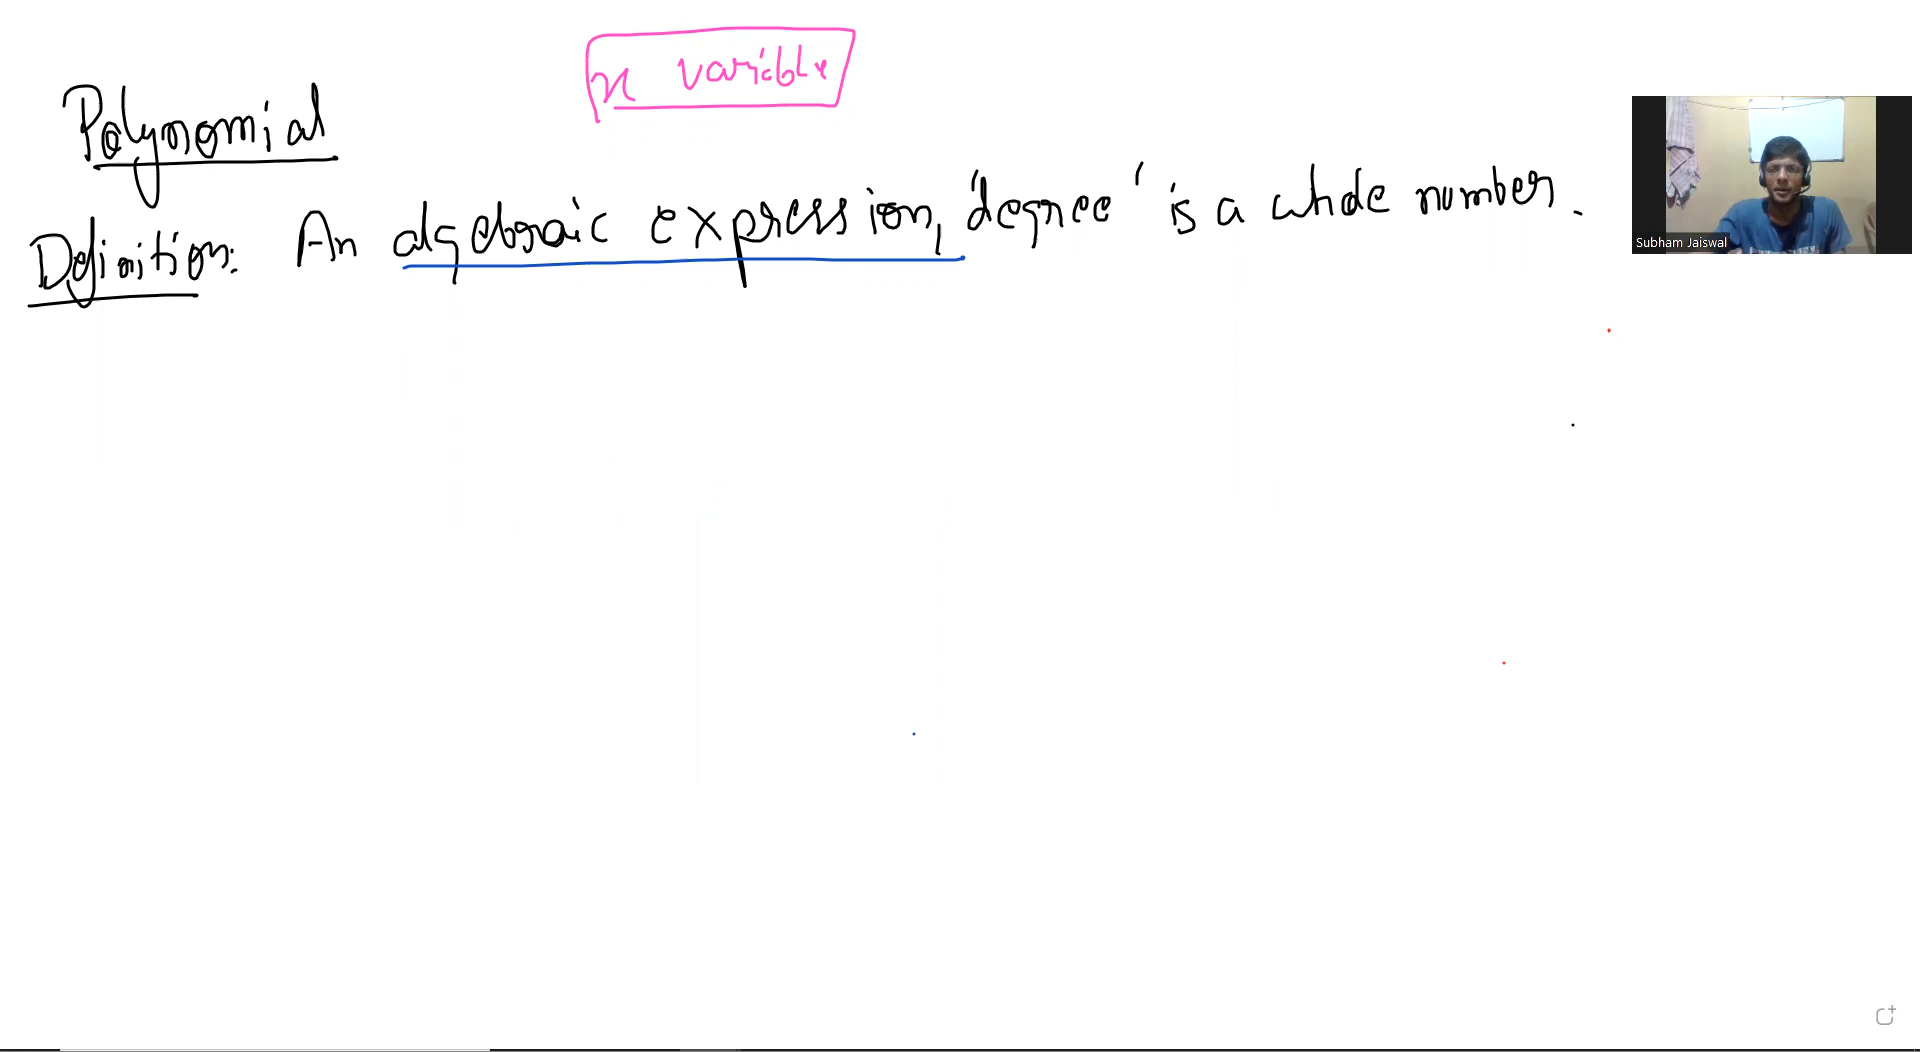 x variable
Polynomial
Definition: An algebraic expression, 'degree' is a whole number.
Subham Jaiswal